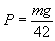 P = mg/42